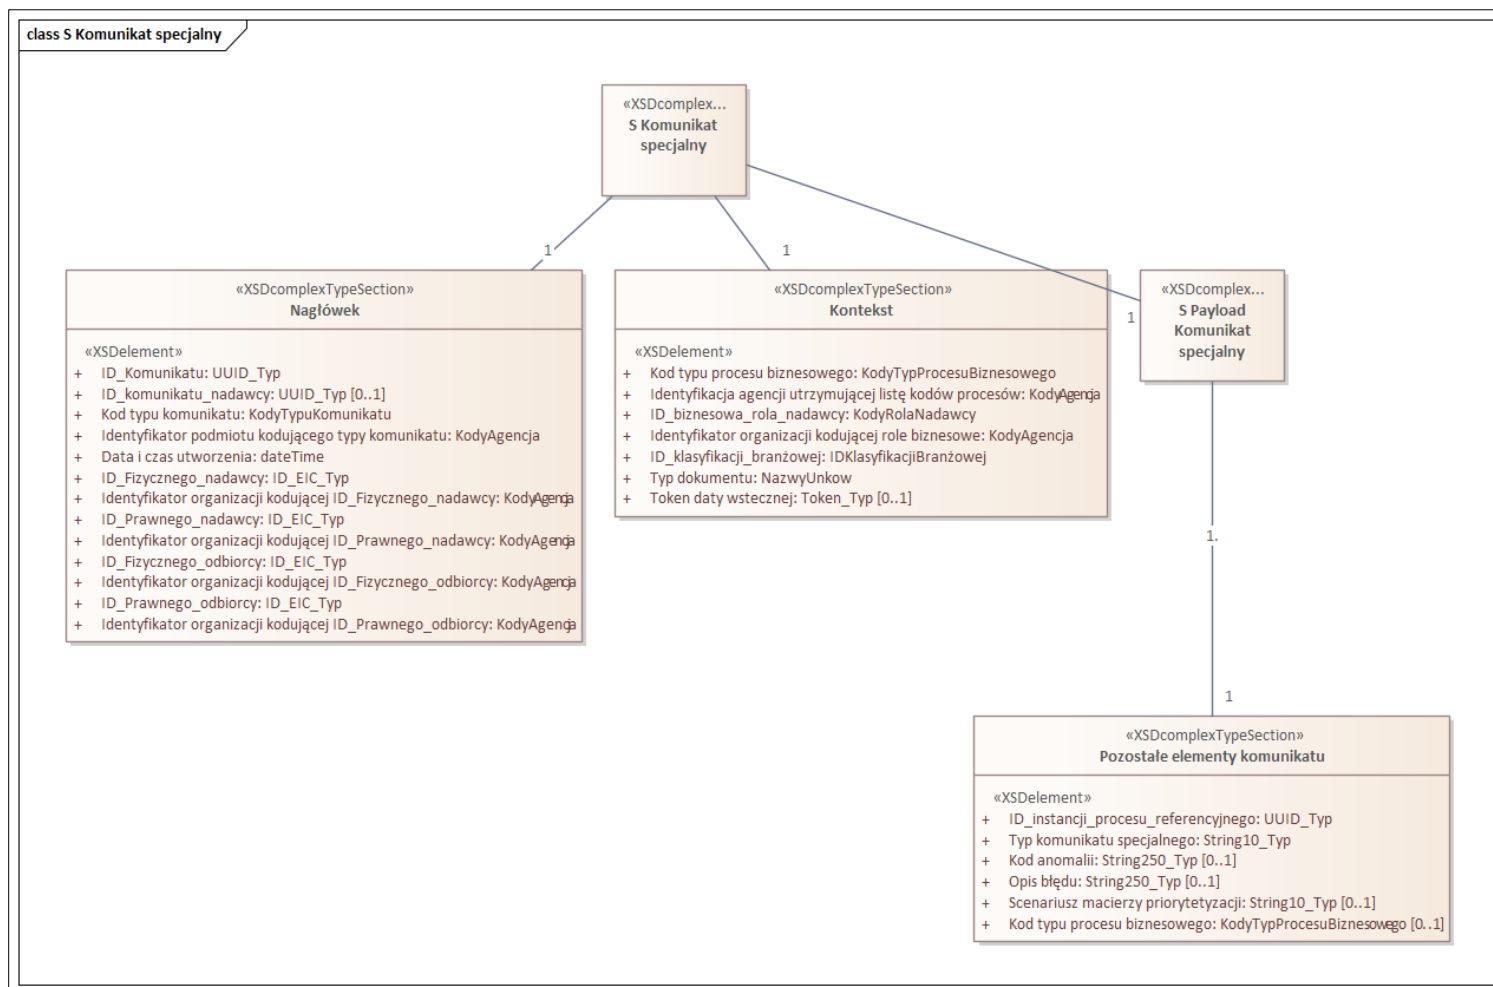 class S Komunikat specjalny
«XSDcomplex...
S Komunikat
specjalny
1
1
1
«XSDcomplexTypeSection»
Nagłówek
«XSDelement»
+ ID_Komunikatu: UUID_Typ
+ ID_komunikatu_nadawcy: UUID_Typ [0..1]
+ Kod typu komunikatu: KodyTypuKomunikatu
+ Identyfikator podmiotu kodującego typy komunikatu: KodyAgencja
+ Data i czas utworzenia: dateTime
+ ID_Fizycznego_nadawcy: ID_EIC_Typ
+ Identyfikator organizacji kodującej ID_Fizycznego_nadawcy: KodyAgencja
+ ID_Prawnego_nadawcy: ID_EIC_Typ
+ Identyfikator organizacji kodującej ID_Prawnego_nadawcy: KodyAgencja
+ ID_Fizycznego_odbiorcy: ID_EIC_Typ
+ Identyfikator organizacji kodującej ID_Fizycznego_odbiorcy: KodyAgencja
+ ID_Prawnego_odbiorcy: ID_EIC_Typ
+ Identyfikator organizacji kodującej ID_Prawnego_odbiorcy: KodyAgencja
«XSDcomplexTypeSection»
Kontekst
«XSDelement»
+ Kod typu procesu biznesowego: KodyTypProcesuBiznesowego
+ Identyfikacja agencji utrzymującej listę kodów procesów: KodyAgencja
+ ID_biznesowa_rola_nadawcy: KodyRolaNadawcy
+ Identyfikator organizacji kodującej role biznesowe: KodyAgencja
+ ID_klasyfikacji_branżowej: IDKlasyfikacjiBranżowej
+ Typ dokumentu: NazwyUnkow
+ Token daty wstecznej: Token_Typ [0..1]
«XSDcomplex...
S Payload
Komunikat
specjalny
1.
1
«XSDcomplexTypeSection»
Pozostałe elementy komunikatu
«XSDelement»
+ ID_instancji_procesu_referencyjnego: UUID_Typ
+ Typ komunikatu specjalnego: String10_Typ
+ Kod anomalii: String250_Typ [0..1]
+ Opis błędu: String250_Typ [0..1]
+ Scenariusz macierzy priorytetyzacji: String10_Typ [0..1]
+ Kod typu procesu biznesowego: KodyTypProcesuBiznesowego [0..1]